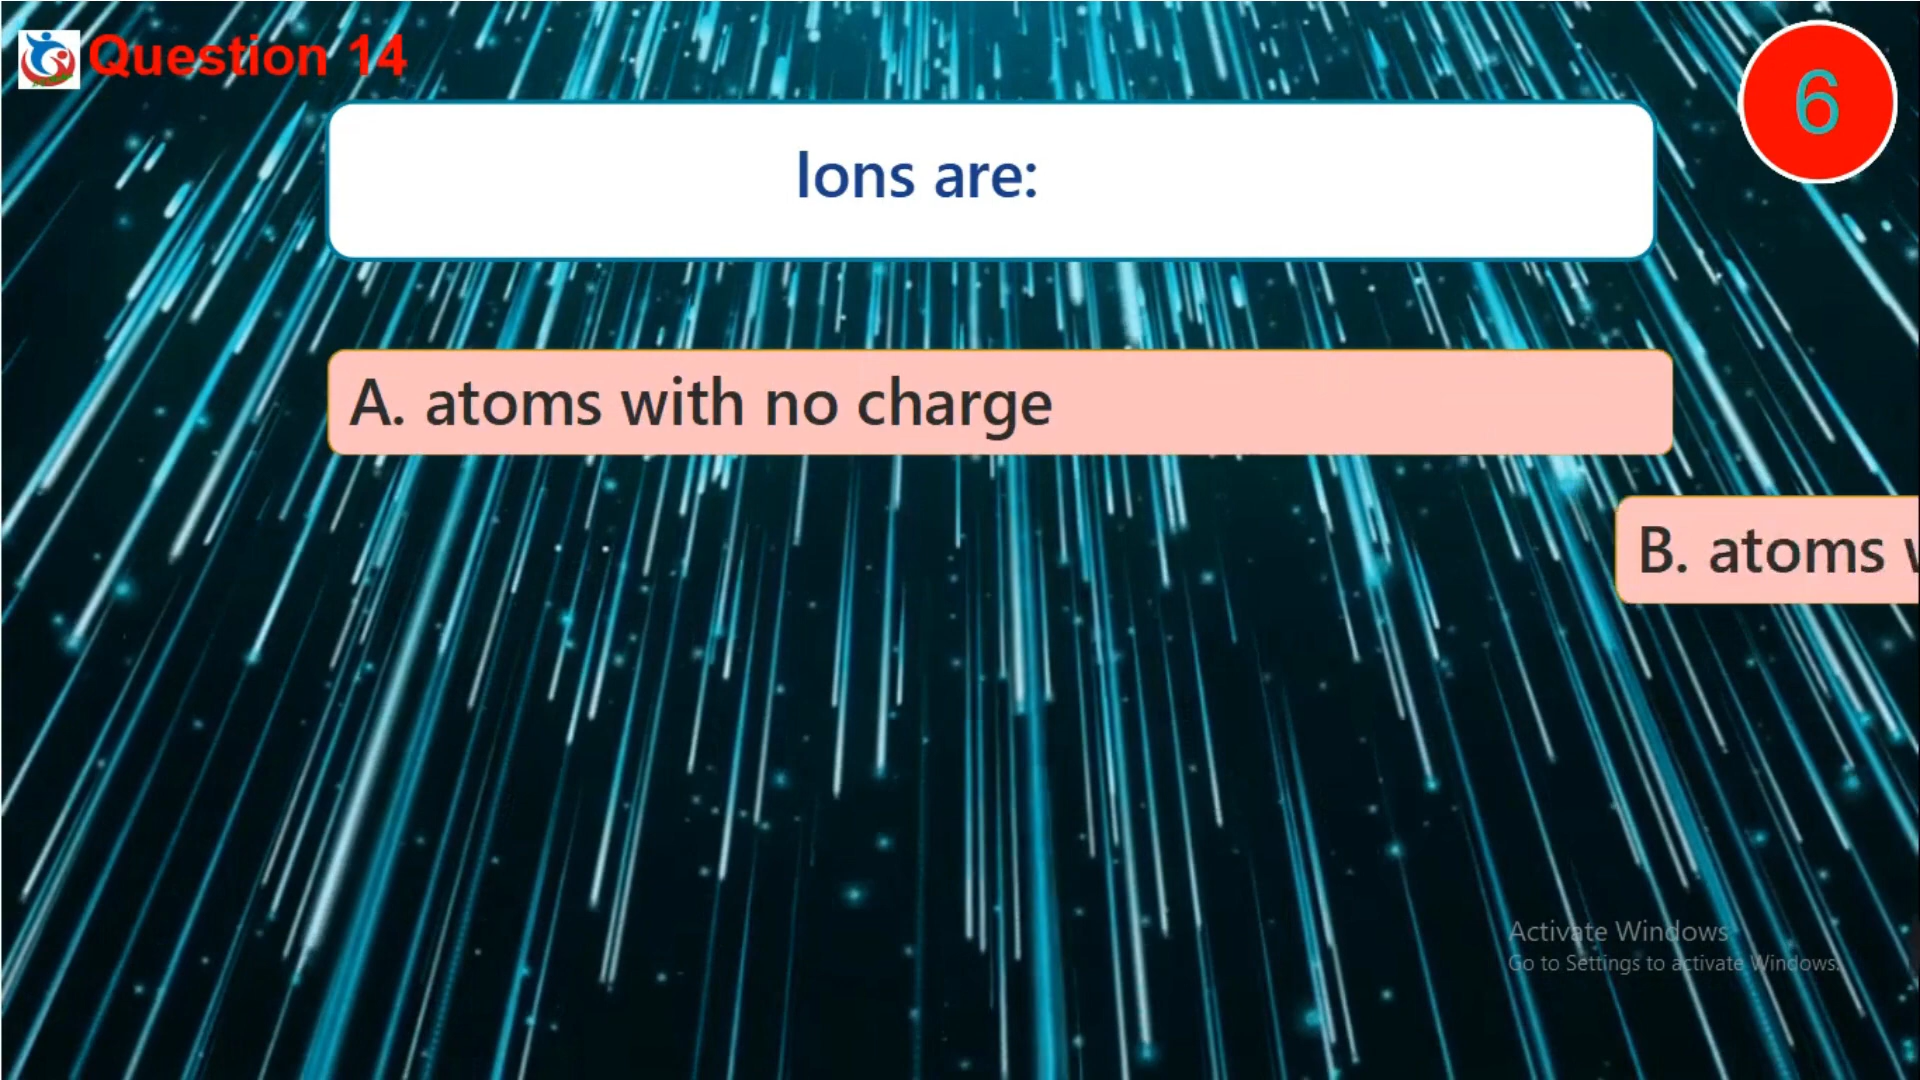 Question 14
6
Ions are:
A. atoms with no charge
B. atoms
Activate Windows
Go to Settings to activate Windows.